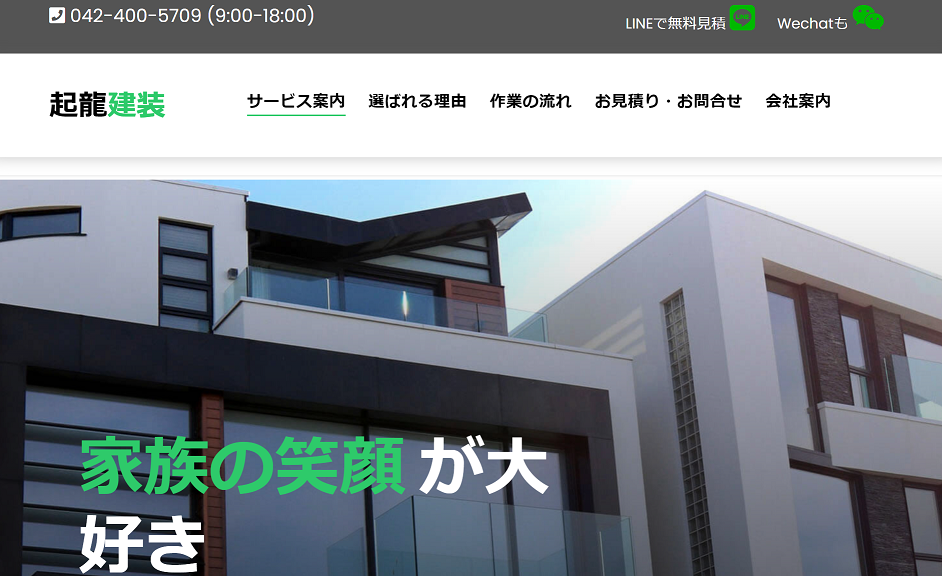 042-400-5709 (9:00-18:00)
LINEで無料見積 LINE Wechatも
起龍建装
サービス案内 選ばれる理由 作業の流れ お見積り・お問合せ 会社案内
家族の笑顔 が大
好き